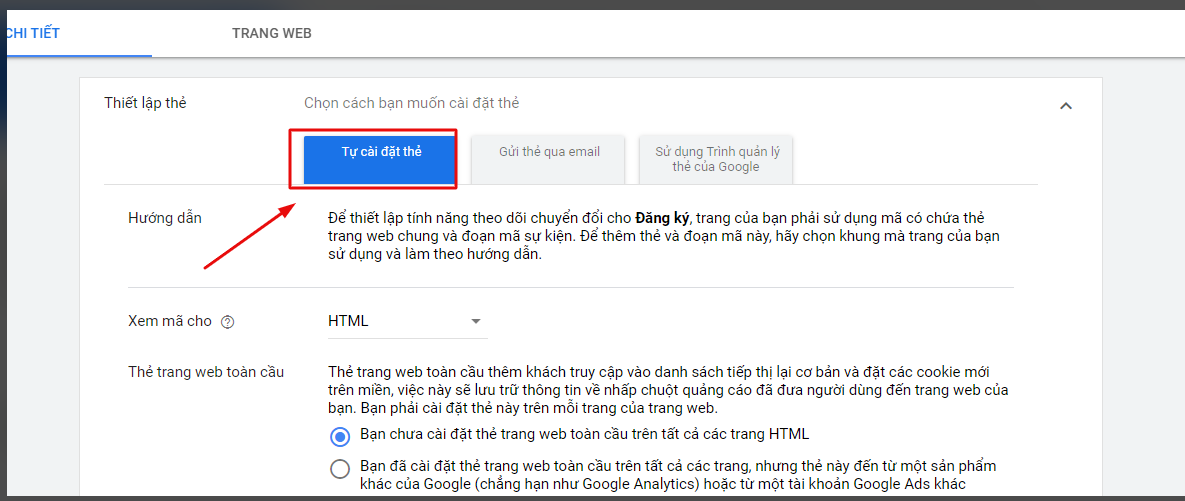 CHI TIẾT
TRANG WEB
Thiết lập thẻ
Chọn cách bạn muốn cài đặt thẻ
Tự cài đặt thẻ
Gửi thẻ qua email
Sử dụng Trình quản lý
thẻ của Google
Hướng dẫn
Để thiết lập tính năng theo dõi chuyển đổi cho Đăng ký, trang của bạn phải sử dụng mã có chứa thẻ
trang web chung và đoạn mã sự kiện. Để thêm thẻ và đoạn mã này, hãy chọn khung mà trang của bạn
sử dụng và làm theo hướng dẫn.
Xem mã cho
HTML
Thẻ trang web toàn cầu
Thẻ trang web toàn cầu thêm khách truy cập vào danh sách tiếp thị lại cơ bản và đặt các cookie mới
trên miền, việc này sẽ lưu trữ thông tin về nhấp chuột quảng cáo đã đưa người dùng đến trang web của
bạn. Bạn phải cài đặt thẻ này trên mỗi trang của trang web.
Bạn chưa cài đặt thẻ trang web toàn cầu trên tất cả các trang HTML
Bạn đã cài đặt thẻ trang web toàn cầu trên tất cả các trang, nhưng thẻ này đến từ một sản phẩm
khác của Google (chẳng hạn như Google Analytics) hoặc từ một tài khoản Google Ads khác